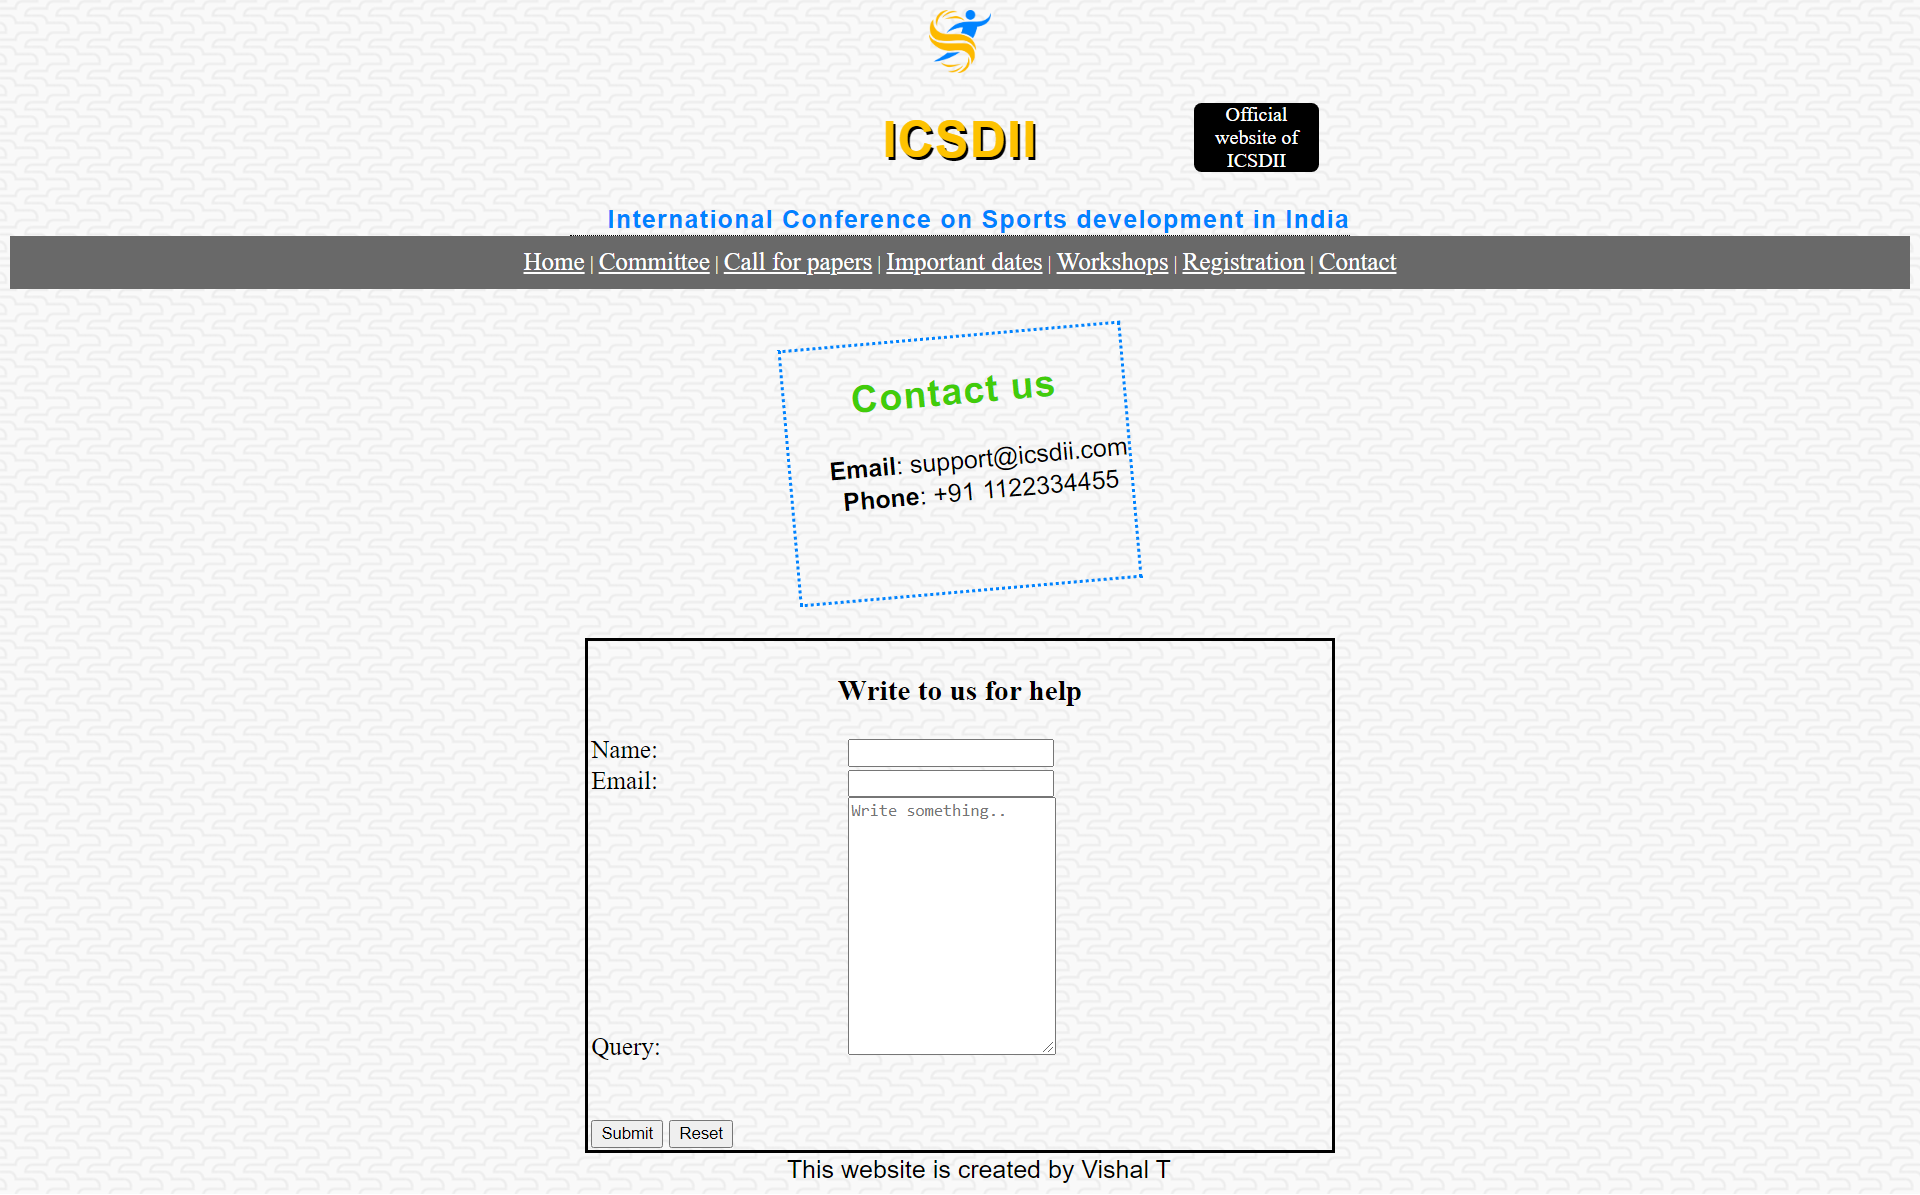 ICSDII
Official
website of
ICSDII
International Conference on Sports development in India
Home | Committee | Call for papers | Important dates | Workshops | Registration | Contact
Contact us
Email: support@icsdii.com
Phone: +91 1122334455
Write to us for help
Name:
Email:
Write something..
Query:
Submit Reset
This website is created by Vishal T